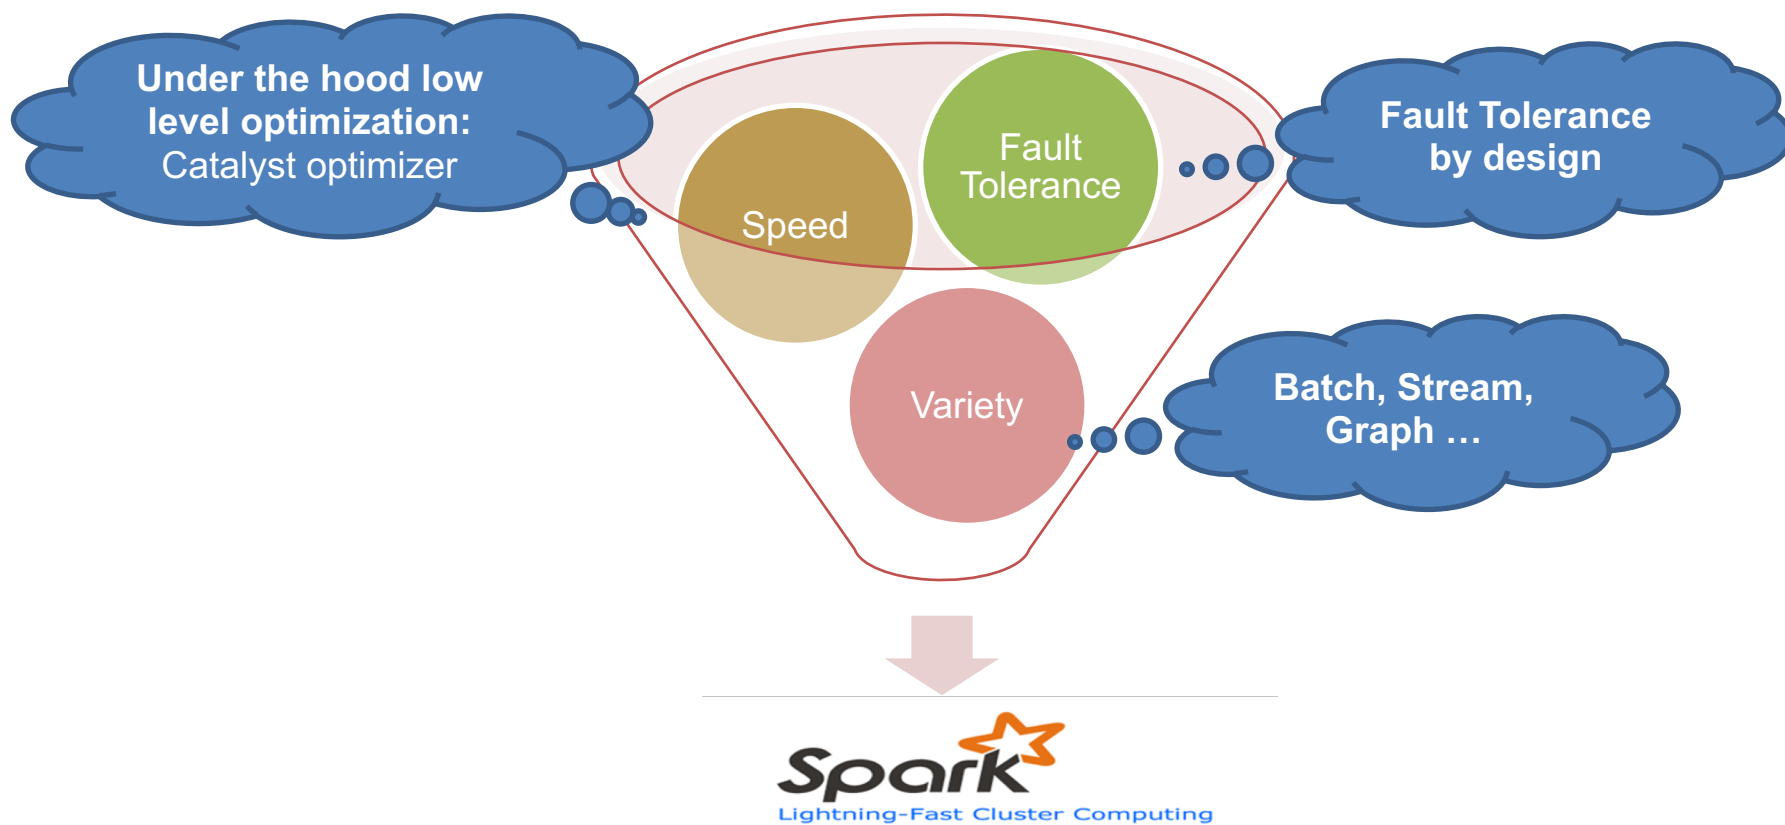 Under the hood low
level optimization:
Catalyst optimizer
Fault
Tolerance
Fault Tolerance
by design
Speed
Variety
Batch, Stream,
Graph …
Spark
Lightning-Fast Cluster Computing